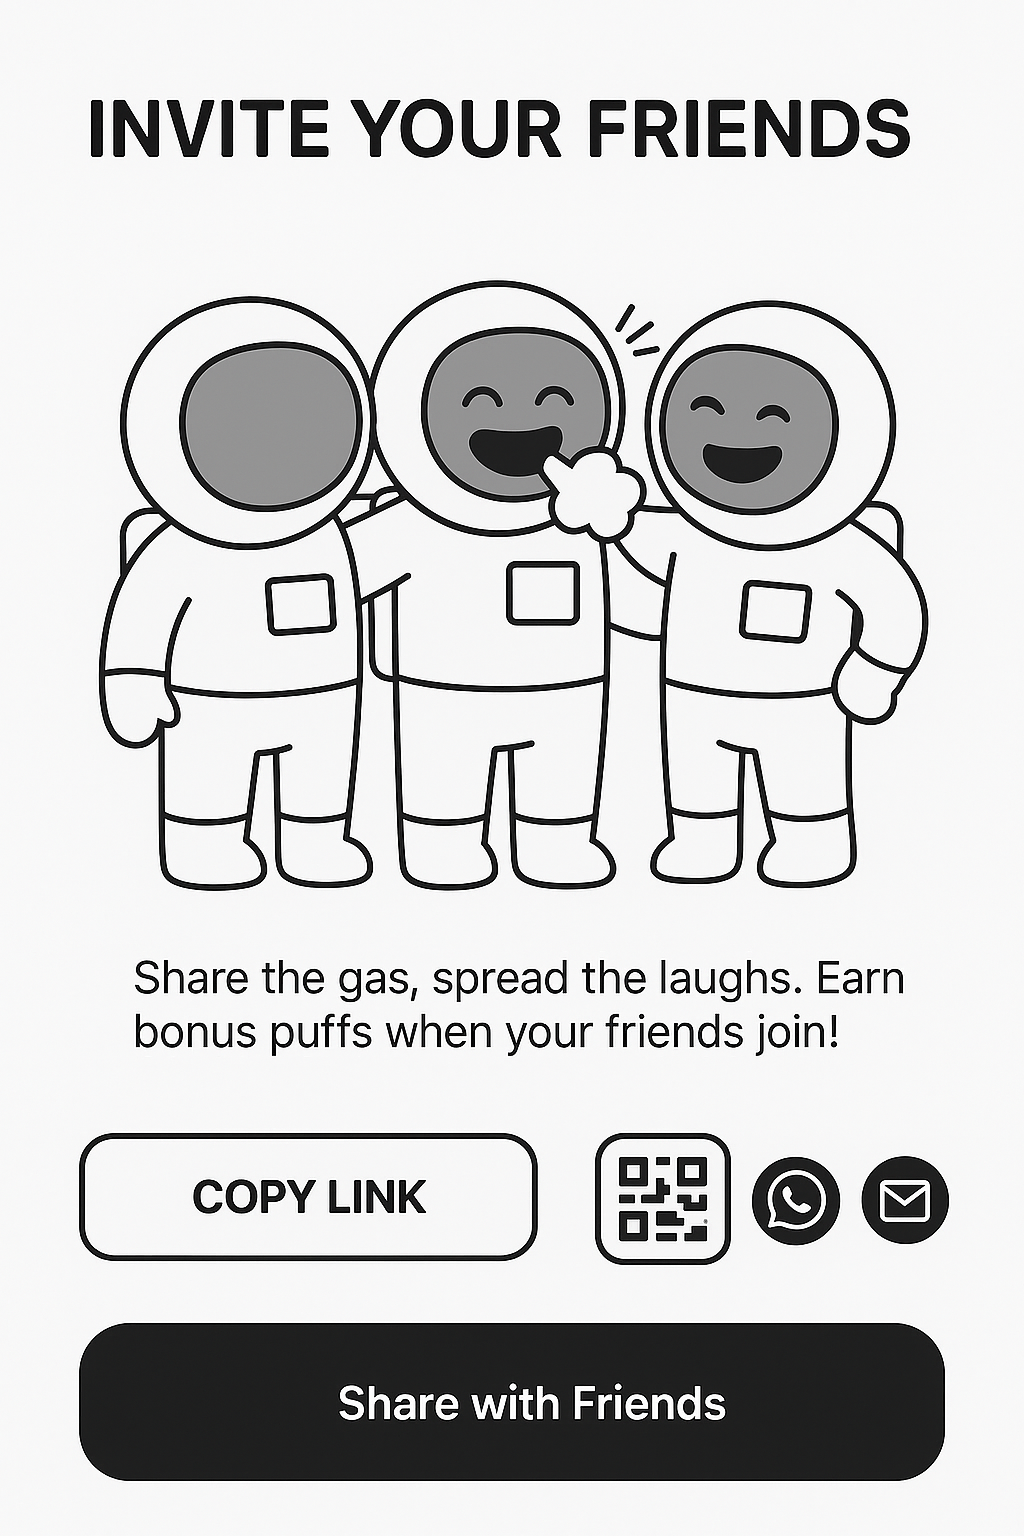 INVITE YOUR FRIENDS
Share the gas, spread the laughs. Earn
bonus puffs when your friends join!
COPY LINK
Share with Friends